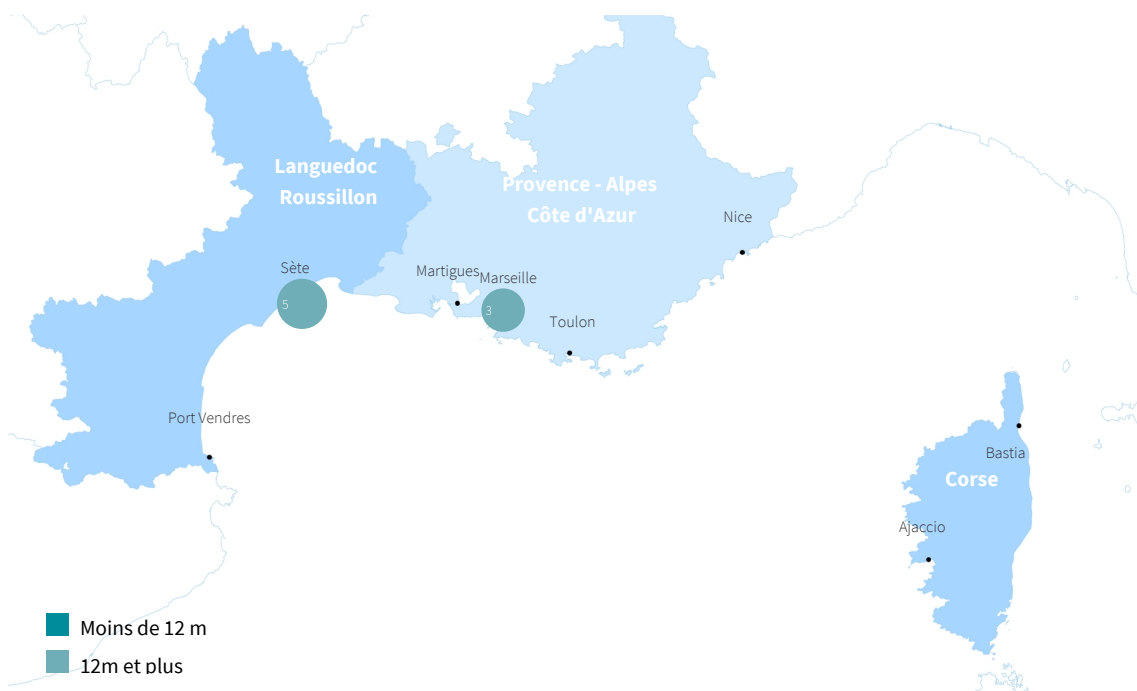 Languedoc
Roussillon
Provence - Alpes
Côte d'Azur
Nice
Sète
Martigues
Marseille
5
3
Toulon
Port Vendres
Bastia
Corse
Ajaccio
Moins de 12 m
12m et plus